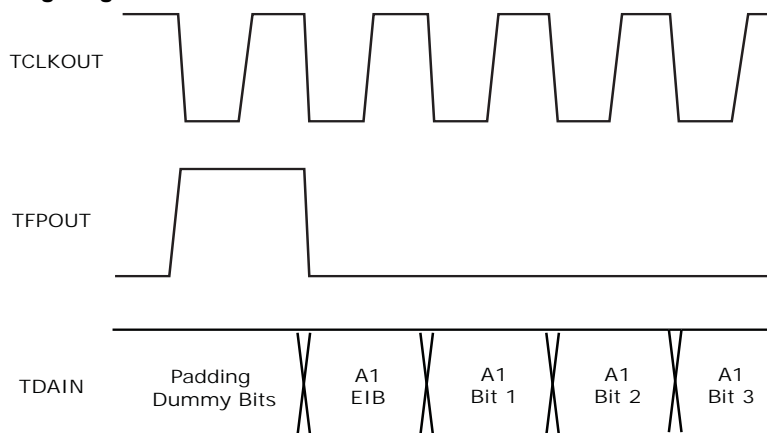 TCLKOUT
TFPOUT
TDAIN
Padding
Dummy Bits
A1
EIB
A1
Bit 1
A1
Bit 2
A1
Bit 3